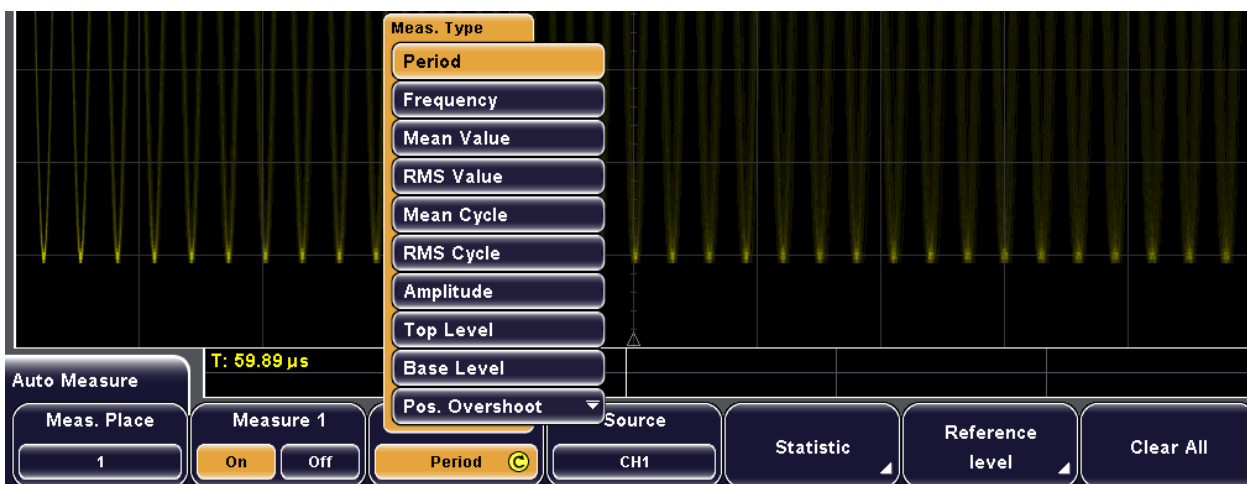 Meas. Type
Period
Frequency
Mean Value
RMS Value
Mean Cycle
RMS Cycle
Amplitude
Top Level
Base Level
Pos. Overshoot
T: 59.89 µs
Auto Measure
Meas. Place
1
Measure 1
On Off
Period
Source
CH1
Statistic
Reference
level
Clear All